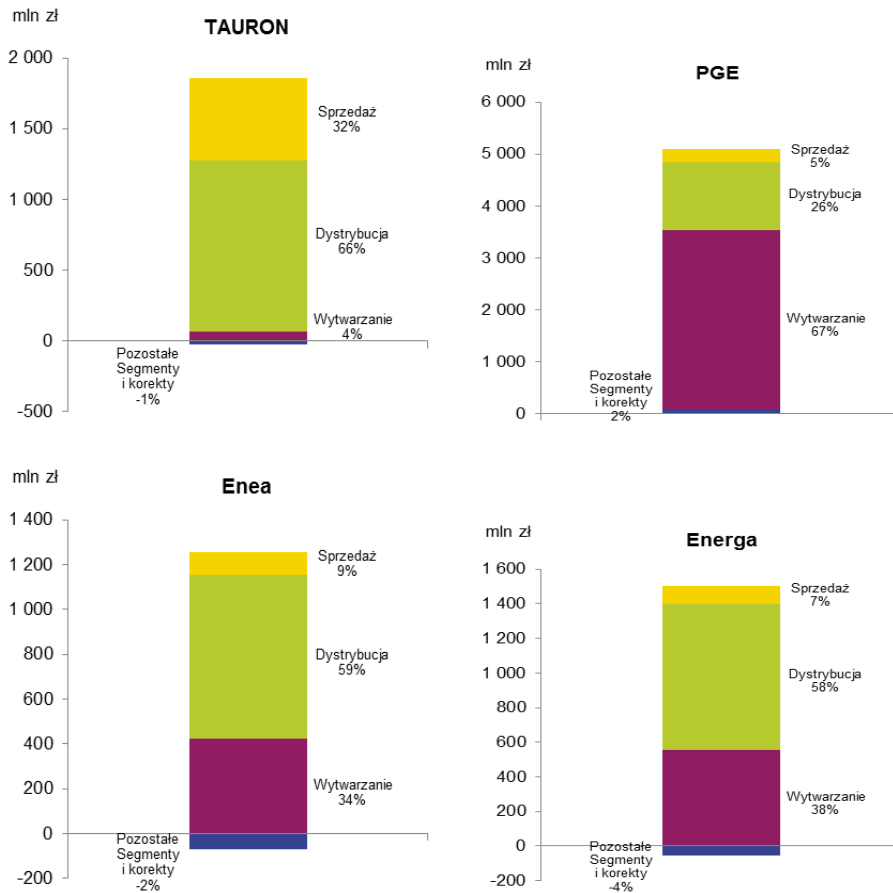 mln zł
TAURON
2 000
1 500
1 000
500
0
-500
Sprzedaż
32%
Dystrybucja
66%
Wytwarzanie
4%
Pozostałe
Segmenty
i korekty
-1%
mln zł
PGE
6 000
5 000
4 000
3 000
2 000
1 000
0
Sprzedaż
5%
Dystrybucja
26%
Wytwarzanie
67%
Pozostałe
Segmenty
i korekty
2%
mln zł
Enea
1 400
1 200
1 000
800
600
400
200
0
-200
Sprzedaż
9%
Dystrybucja
59%
Wytwarzanie
34%
Pozostałe
Segmenty
i korekty
-2%
mln zł
Energa
1 600
1 400
1 200
1 000
800
600
400
200
0
-200
Sprzedaż
7%
Dystrybucja
58%
Wytwarzanie
38%
Pozostałe
Segmenty
i korekty
-4%